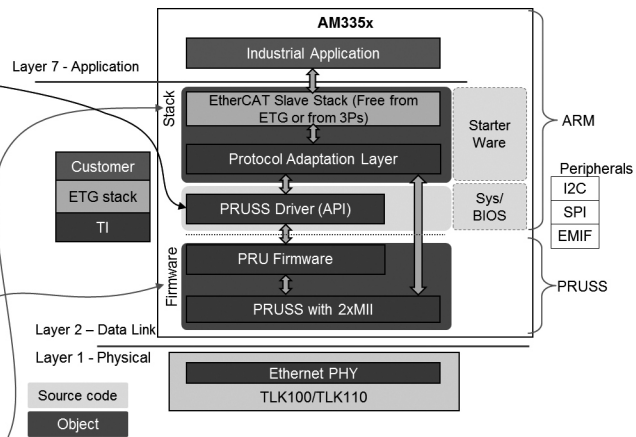 AM335x
Industrial Application
Layer 7 - Application
Stack
EtherCAT Slave Stack (Free from
ETG or from 3Ps)
Starter
Ware
ARM
Protocol Adaptation Layer
Customer
ETG stack
TI
Peripherals
I2C
SPI
EMIF
PRUSS Driver (API)
Sys/
BIOS
Firmware
PRU Firmware
PRUSS
PRUSS with 2xMII
Layer 2 – Data Link
Layer 1 - Physical
Ethernet PHY
TLK100/TLK110
Source code
Object